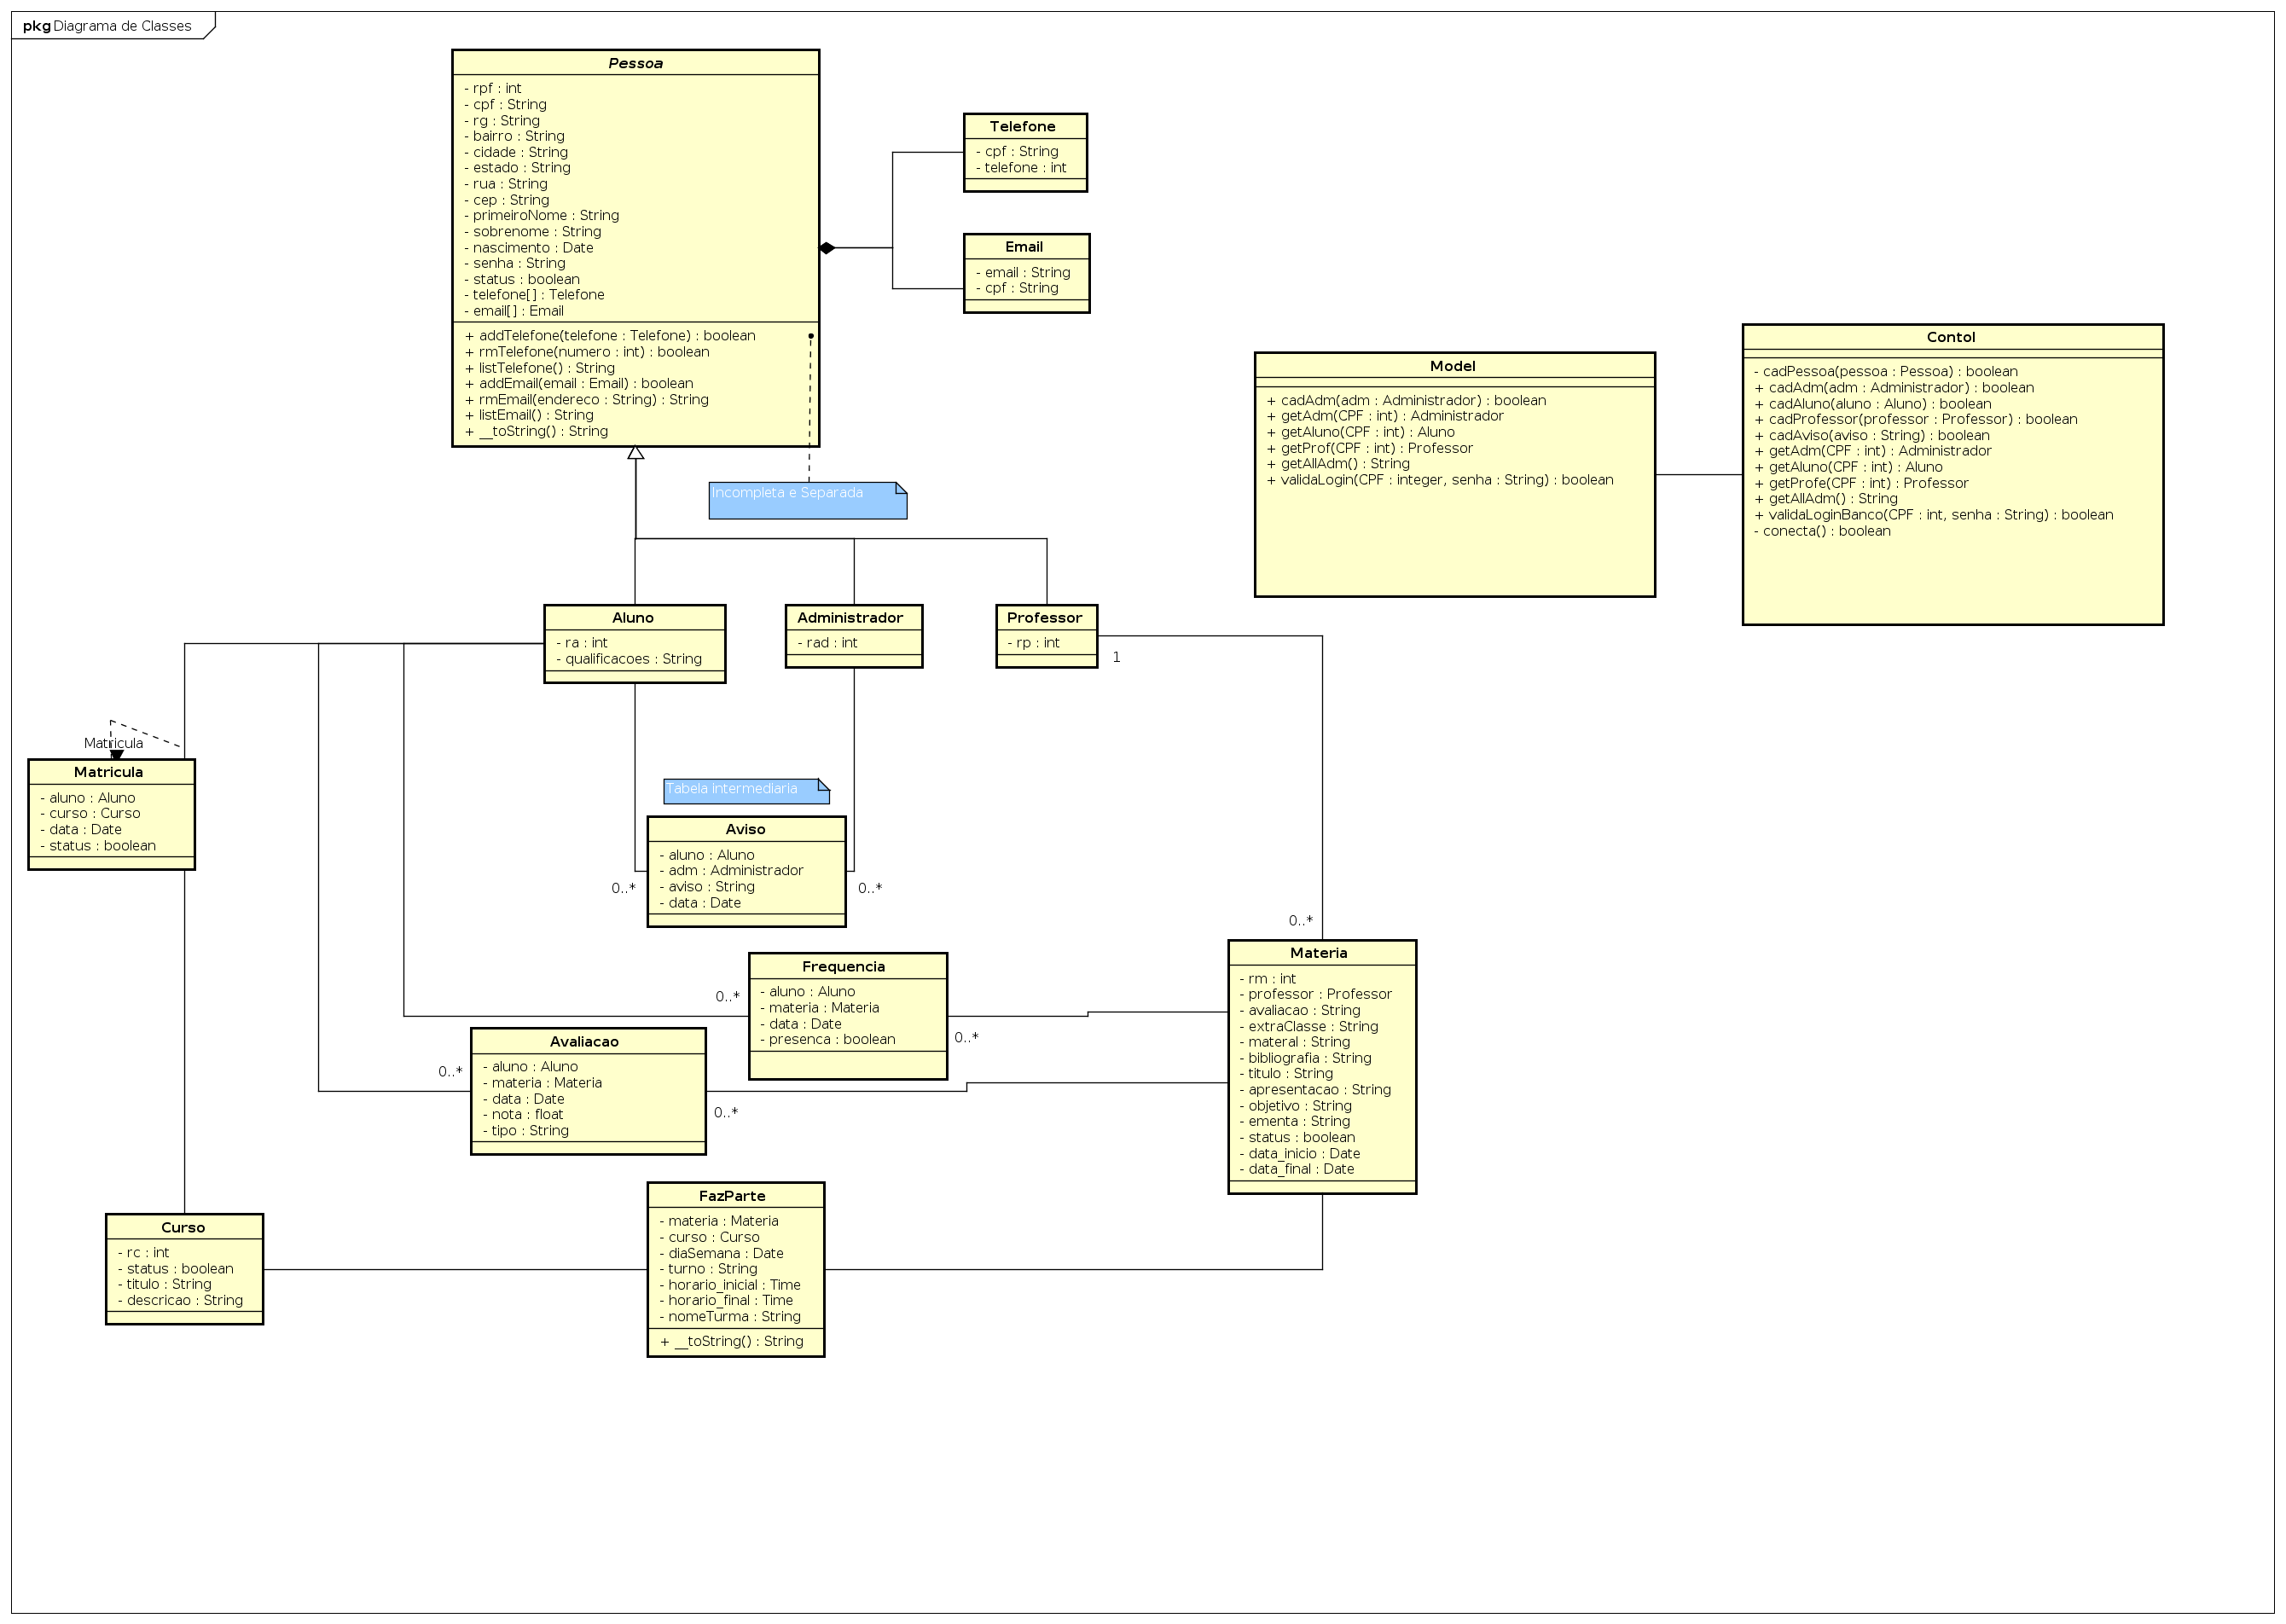 pkg Diagrama de Classes
Pessoa
- rpf : int
- cpf : String
- rg : String
- bairro : String
- cidade : String
- estado : String
- rua : String
- cep : String
- primeiroNome : String
- sobrenome : String
- nascimento : Date
- senha : String
- status : boolean
- telefone[] : Telefone
- email[] : Email
+ addTelefone(telefone : Telefone) : boolean
+ rmTelefone(numero : int) : boolean
+ listTelefone() : String
+ addEmail(email : Email) : boolean
+ rmEmail(endereco : String) : String
+ listEmail() : String
+ __toString() : String
Telefone
- cpf : String
- telefone : int
Email
- email : String
- cpf : String
Incompleta e Separada
Model
+ cadAdm(adm : Administrador) : boolean
+ getAdm(CPF : int) : Administrador
+ getAluno(CPF : int) : Aluno
+ getProf(CPF : int) : Professor
+ getAllAdm() : String
+ validaLogin(CPF : integer, senha : String) : boolean
Contol
- cadPessoa(pessoa : Pessoa) : boolean
+ cadAdm(adm : Administrador) : boolean
+ cadAluno(aluno : Aluno) : boolean
+ cadProfessor(professor : Professor) : boolean
+ cadAviso(aviso : String) : boolean
+ getAdm(CPF : int) : Administrador
+ getAluno(CPF : int) : Aluno
+ getProfe(CPF : int) : Professor
+ getAllAdm() : String
+ validaLoginBanco(CPF : int, senha : String) : boolean
- conecta() : boolean
Aluno
- ra : int
- qualificacoes : String
Administrador
- rad : int
Professor
- rp : int
1
Matricula
Matricula
- aluno : Aluno
- curso : Curso
- data : Date
- status : boolean
Tabela intermediaria
Aviso
- aluno : Aluno
- adm : Administrador
- aviso : String
- data : Date
0..*
0..*
0..*
Frequencia
- aluno : Aluno
- materia : Materia
- data : Date
- presenca : boolean
0..*
0..*
Materia
- rm : int
- professor : Professor
- avaliacao : String
- extraClasse : String
- materal : String
- bibliografia : String
- titulo : String
- apresentacao : String
- objetivo : String
- ementa : String
- status : boolean
- data_inicio : Date
- data_final : Date
Avaliacao
- aluno : Aluno
- materia : Materia
- data : Date
- nota : float
- tipo : String
0..*
0..*
FazParte
- materia : Materia
- curso : Curso
- diaSemana : Date
- turno : String
- horario_inicial : Time
- horario_final : Time
- nomeTurma : String
+ __toString() : String
Curso
- rc : int
- status : boolean
- titulo : String
- descricao : String